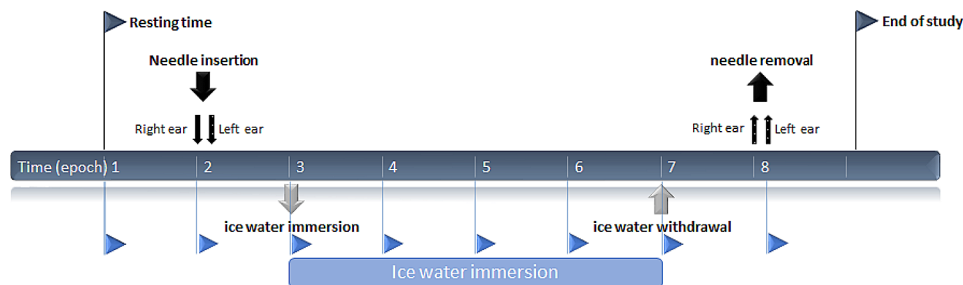 Resting time
End of study
Needle insertion
needle removal
Right ear
Left ear
Right ear
Left ear
Time (epoch) 1 2 3 4 5 6 7 8
ice water immersion
ice water withdrawal
Ice water immersion